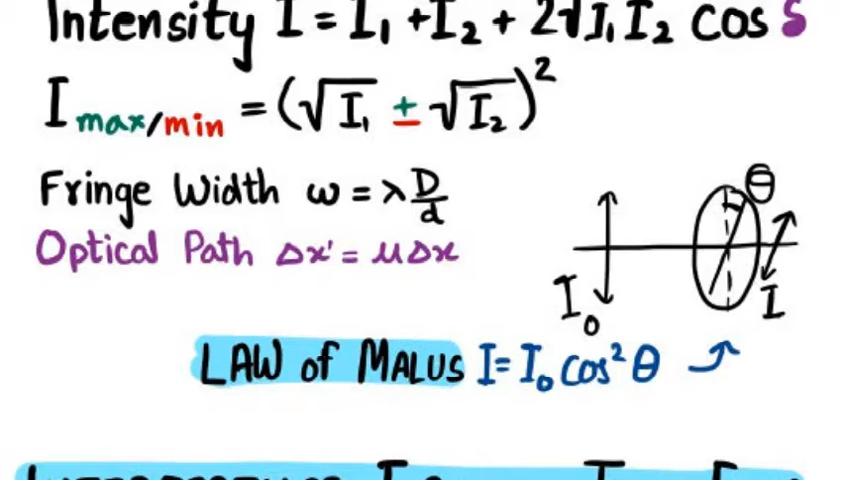 Intensity I = I₁ + I₂ + 2√I₁I₂ cos δ
I max/min = (√I₁ ± √I₂)²
Fringe Width ω = λ D/d
Optical Path Δx' = μΔx
θ
I₀
I
LAW of MALUS I = I₀ cos² θ